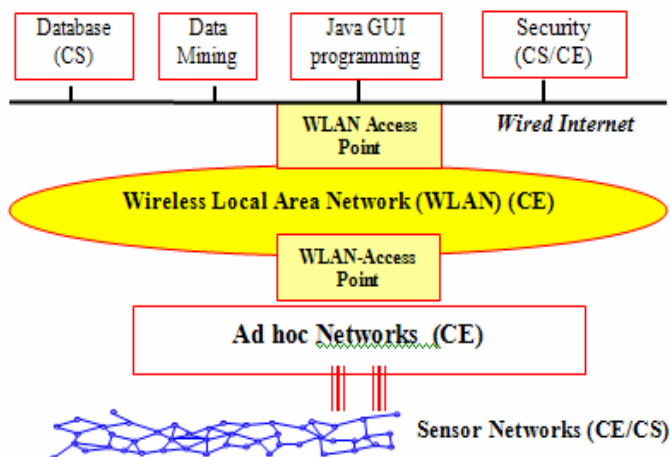 Database
(CS)
Data
Mining
Java GUI
programming
Security
(CS/CE)
WLAN Access
Point
Wired Internet
Wireless Local Area Network (WLAN) (CE)
WLAN-Access
Point
Ad hoc Networks (CE)
Sensor Networks (CE/CS)